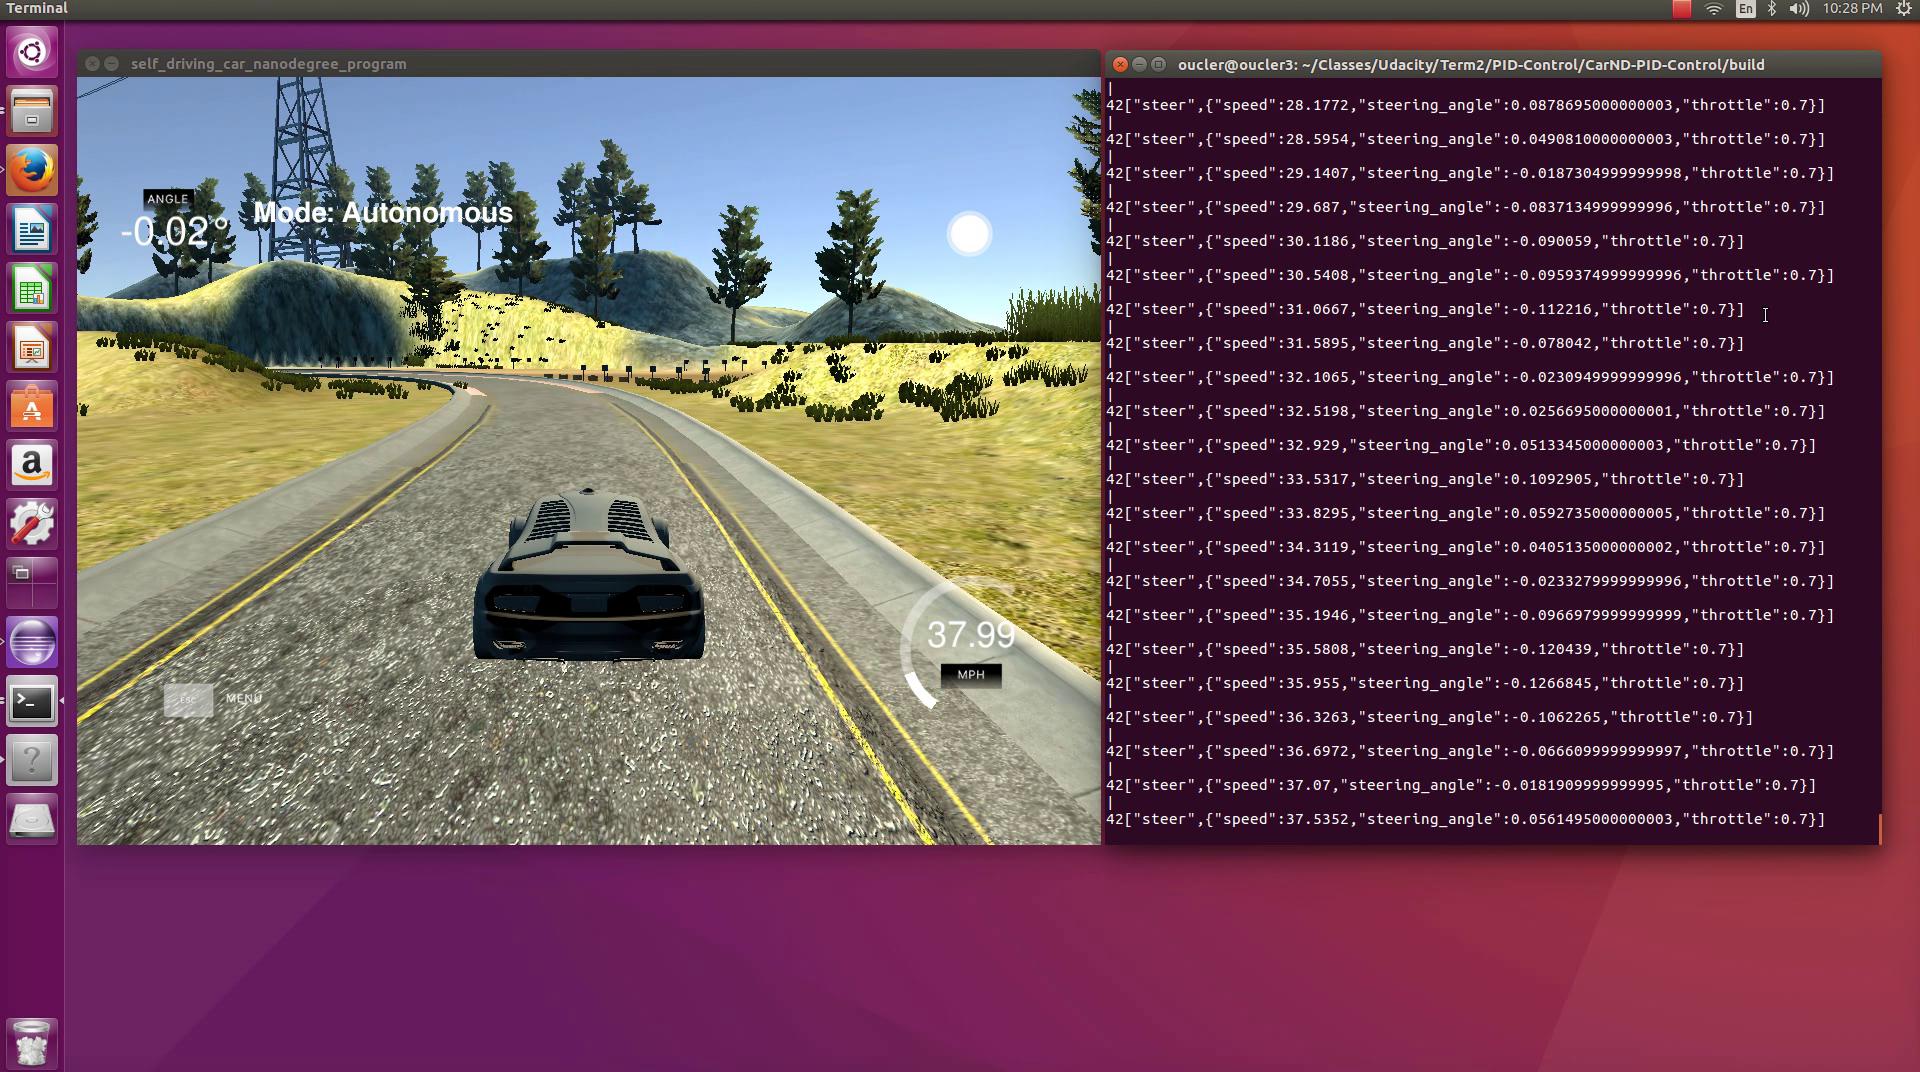 Terminal
En
10:28 PM
self_driving_car_nanodegree_program
ANGLE
-0.02°
Mode: Autonomous
37.99
MPH
Esc
MENU
a
oucler@oucler3: ~/Classes/Udacity/Term2/PID-Control/CarND-PID-Control/build
|
42["steer",{"speed":28.1772,"steering_angle":0.0878695000000003,"throttle":0.7}]
|
42["steer",{"speed":28.5954,"steering_angle":0.0490810000000003,"throttle":0.7}]
|
42["steer",{"speed":29.1407,"steering_angle":-0.0187304999999998,"throttle":0.7}]
|
42["steer",{"speed":29.687,"steering_angle":-0.0837134999999996,"throttle":0.7}]
|
42["steer",{"speed":30.1186,"steering_angle":-0.090059,"throttle":0.7}]
|
42["steer",{"speed":30.5408,"steering_angle":-0.0959374999999996,"throttle":0.7}]
|
42["steer",{"speed":31.0667,"steering_angle":-0.112216,"throttle":0.7}]
|
42["steer",{"speed":31.5895,"steering_angle":-0.078042,"throttle":0.7}]
|
42["steer",{"speed":32.1065,"steering_angle":-0.0230949999999996,"throttle":0.7}]
|
42["steer",{"speed":32.5198,"steering_angle":0.0256695000000001,"throttle":0.7}]
|
42["steer",{"speed":32.929,"steering_angle":0.0513345000000003,"throttle":0.7}]
|
42["steer",{"speed":33.5317,"steering_angle":0.1092905,"throttle":0.7}]
|
42["steer",{"speed":33.8295,"steering_angle":0.0592735000000005,"throttle":0.7}]
|
42["steer",{"speed":34.3119,"steering_angle":0.0405135000000002,"throttle":0.7}]
|
42["steer",{"speed":34.7055,"steering_angle":-0.0233279999999996,"throttle":0.7}]
|
42["steer",{"speed":35.1946,"steering_angle":-0.0966979999999999,"throttle":0.7}]
|
42["steer",{"speed":35.5808,"steering_angle":-0.120439,"throttle":0.7}]
|
42["steer",{"speed":35.955,"steering_angle":-0.1266845,"throttle":0.7}]
|
42["steer",{"speed":36.3263,"steering_angle":-0.1062265,"throttle":0.7}]
|
42["steer",{"speed":36.6972,"steering_angle":-0.0666099999999997,"throttle":0.7}]
|
42["steer",{"speed":37.07,"steering_angle":-0.0181909999999995,"throttle":0.7}]
|
42["steer",{"speed":37.5352,"steering_angle":0.0561495000000003,"throttle":0.7}]